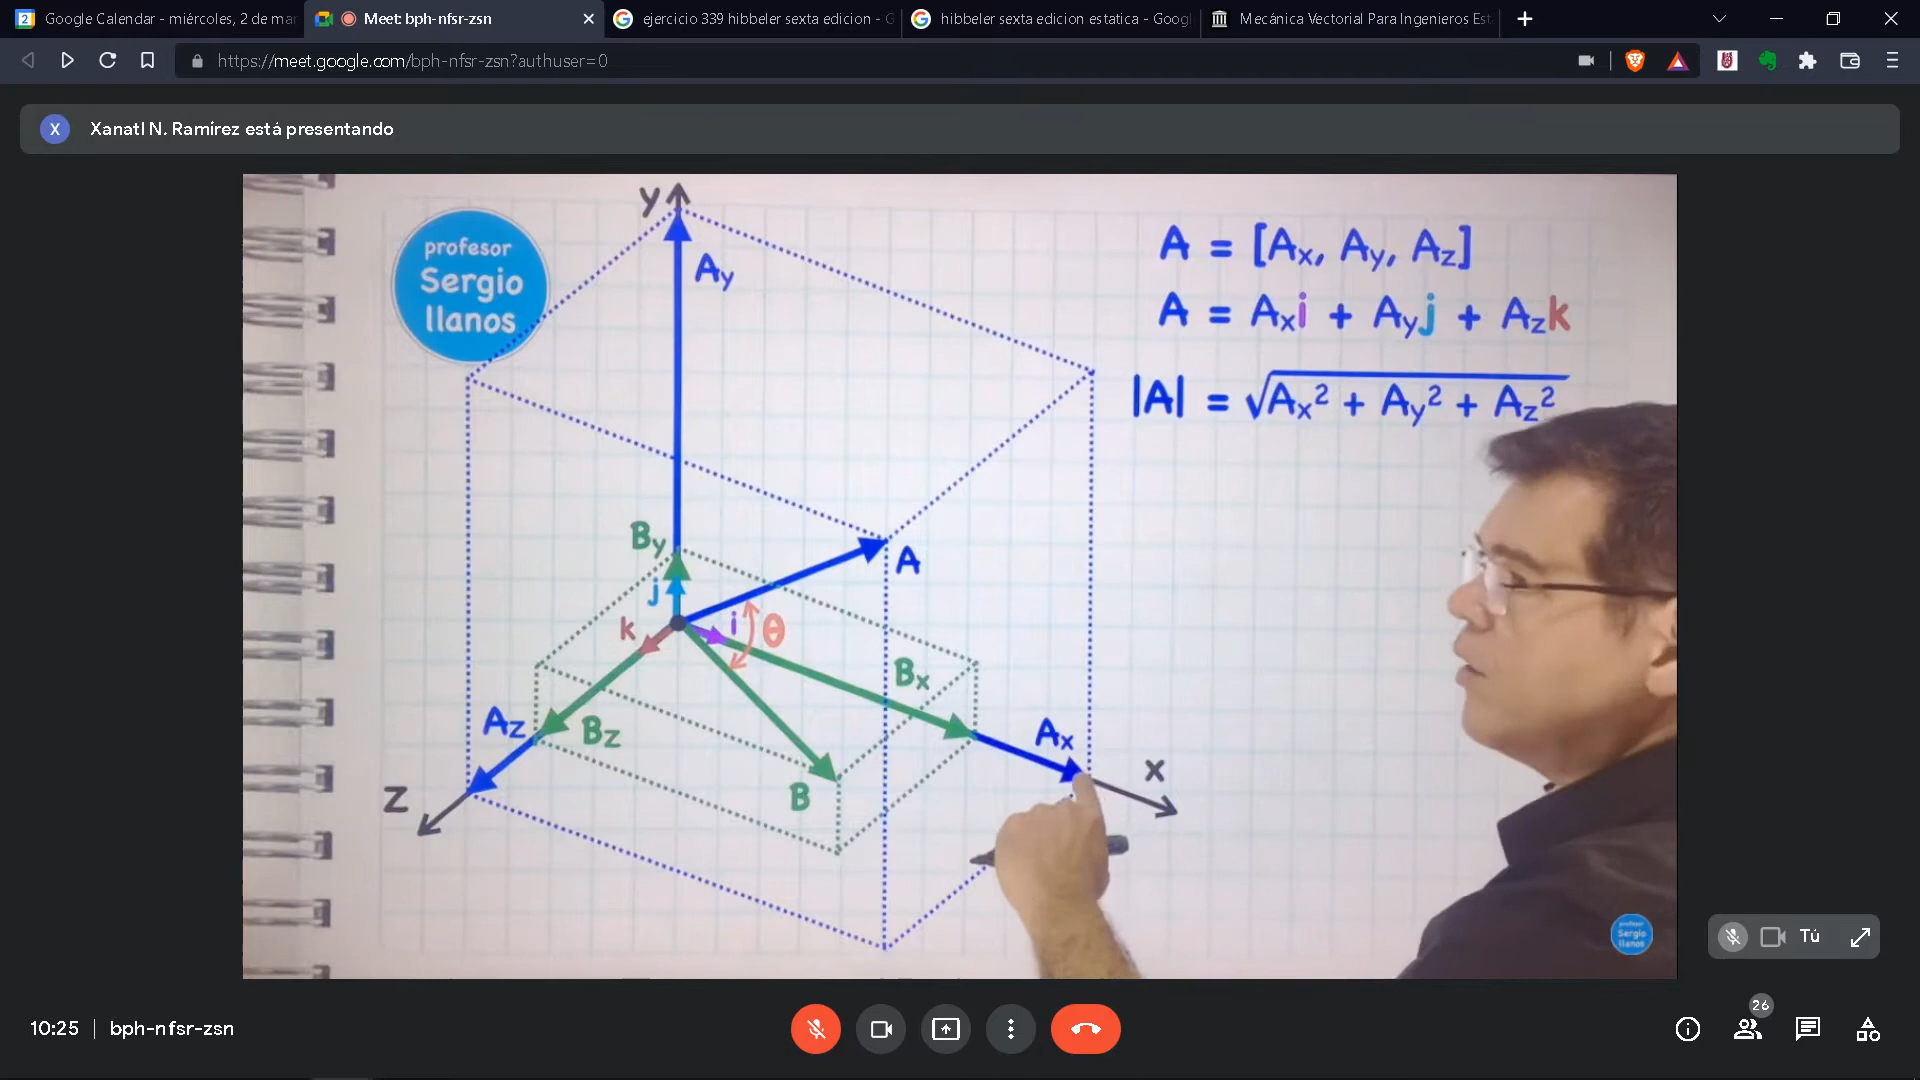 Google Calendar - miércoles, 2 de mar
Meet: bph-nfsr-zsn
ejercicio 339 hibbeler sexta edicion - G
hibbeler sexta edicion estatica - Googl
Mecánica Vectorial Para Ingenieros Est
https://meet.google.com/bph-nfsr-zsn?authuser=0
X
Xanatl N. Ramírez está presentando
profesor
Sergio
llanos
y
Ay
A = [Ax, Ay, Az]
A = Axi + Ayj + Azk
|A| = √Ax² + Ay² + Az²
By
j
A
k
i
θ
Bx
Az
Bz
Ax
x
z
B
profesor
Sergio
llanos
Tú
10:25
bph-nfsr-zsn
26